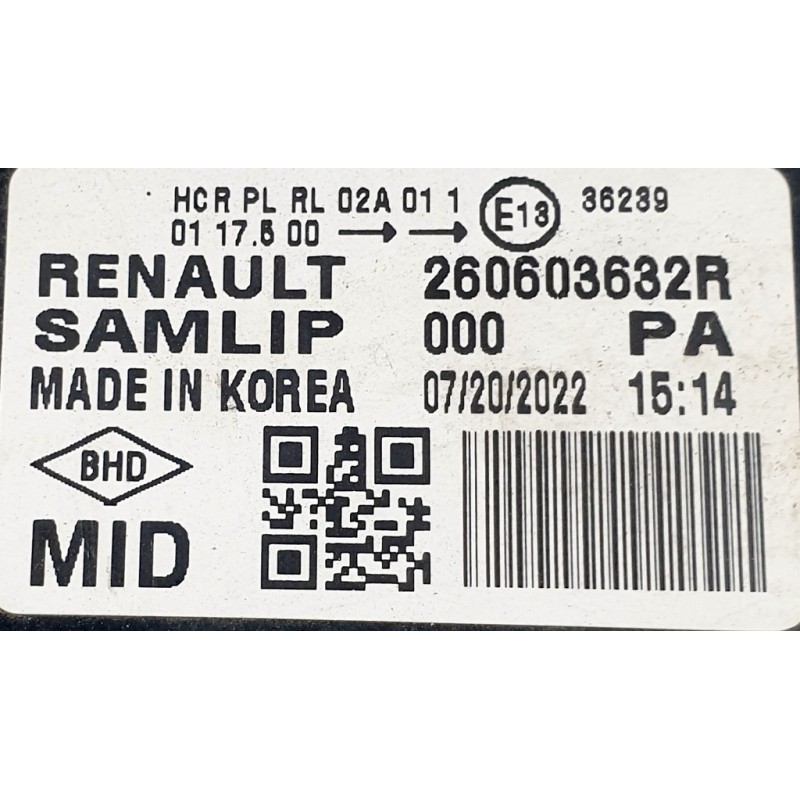 HCR PL RL 02A 01 1 E13 36239
01 17.5 00 → →
RENAULT 260603632R
SAMLIP 000 PA
MADE IN KOREA 07/20/2022 15:14
BHD
MID